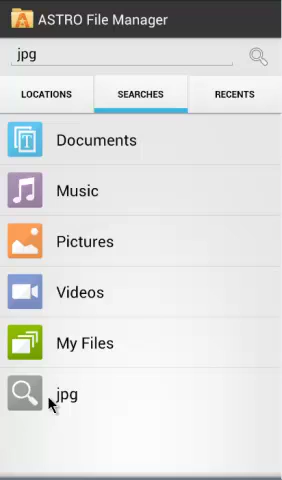 ASTRO File Manager
jpg
LOCATIONS SEARCHES RECENTS
Documents
Music
Pictures
Videos
My Files
jpg